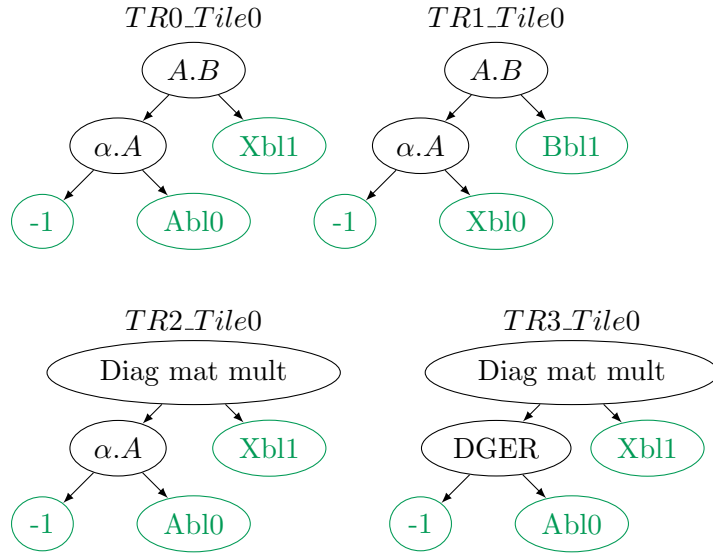 TR0_Tile0 TR1_Tile0
A.B A.B
α.A Xbl1 α.A Bbl1
-1 Abl0 -1 Xbl0
TR2_Tile0 TR3_Tile0
Diag mat mult Diag mat mult
α.A Xbl1 DGER Xbl1
-1 Abl0 -1 Abl0